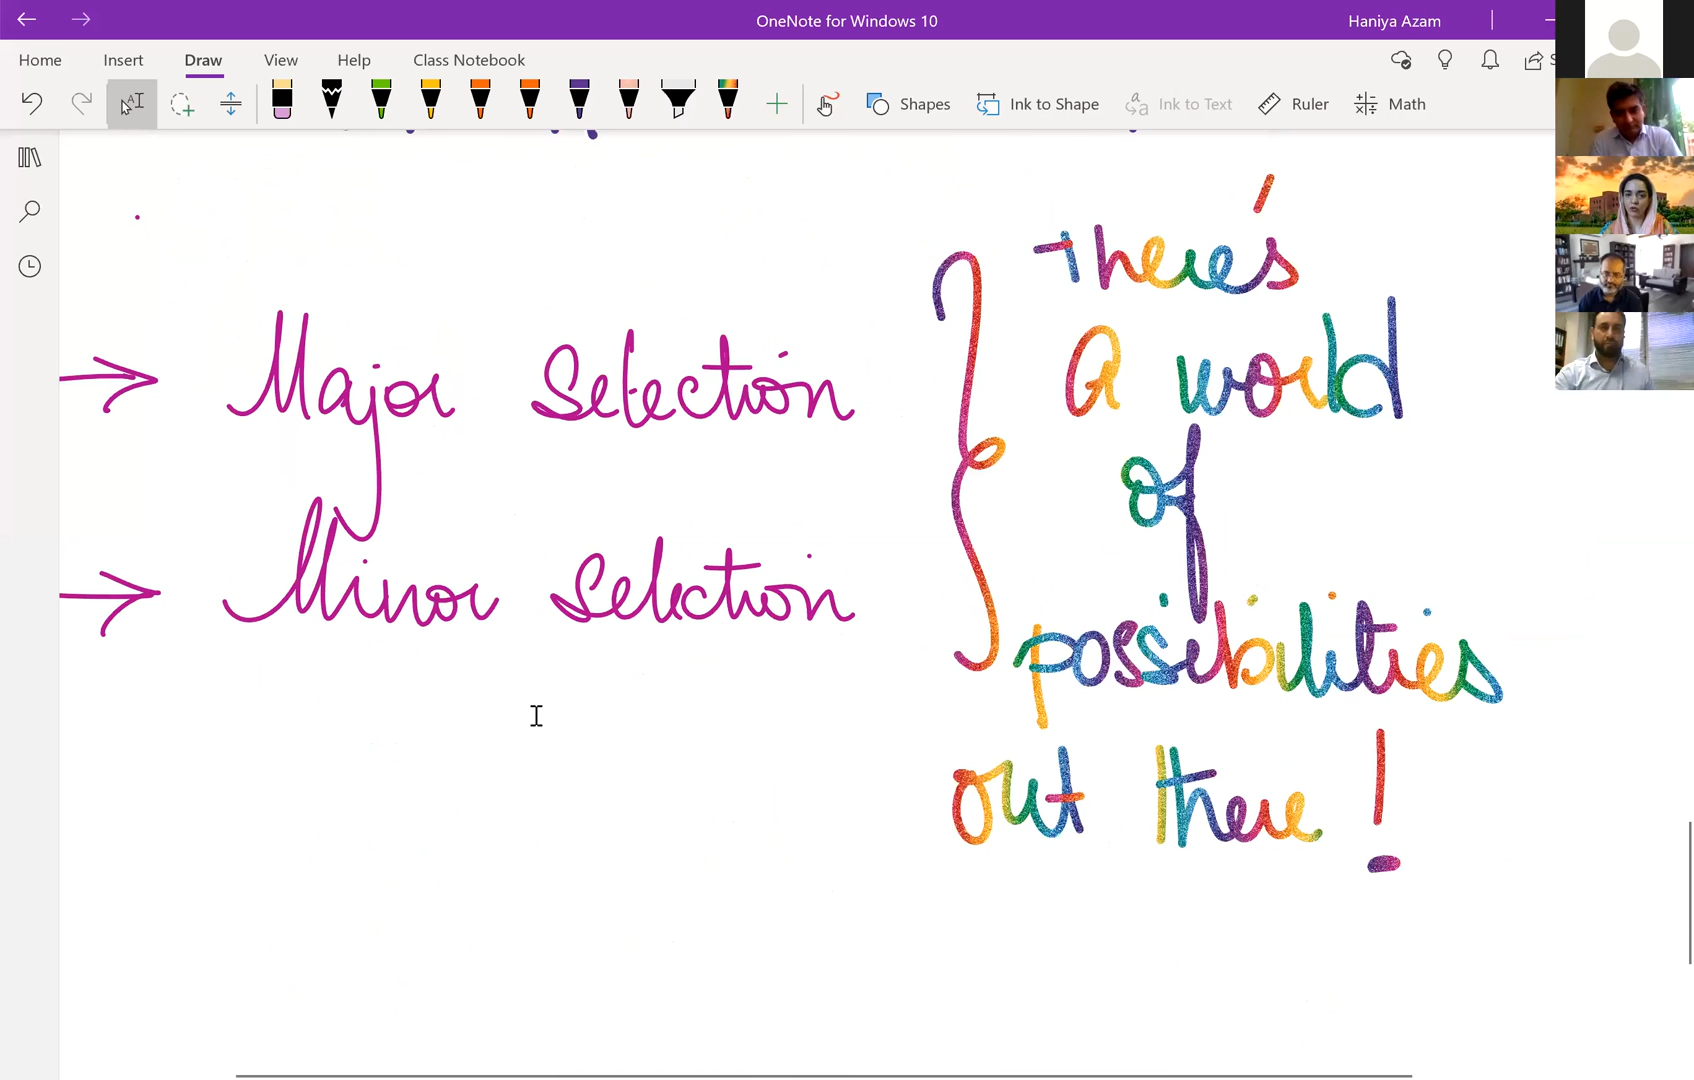 OneNote for Windows 10
Haniya Azam
Home Insert Draw View Help Class Notebook
Shapes Ink to Shape Ink to Text Ruler Math
There's
A world
of
possibilities
out there!
→ Major Selection
→ Minor Selection